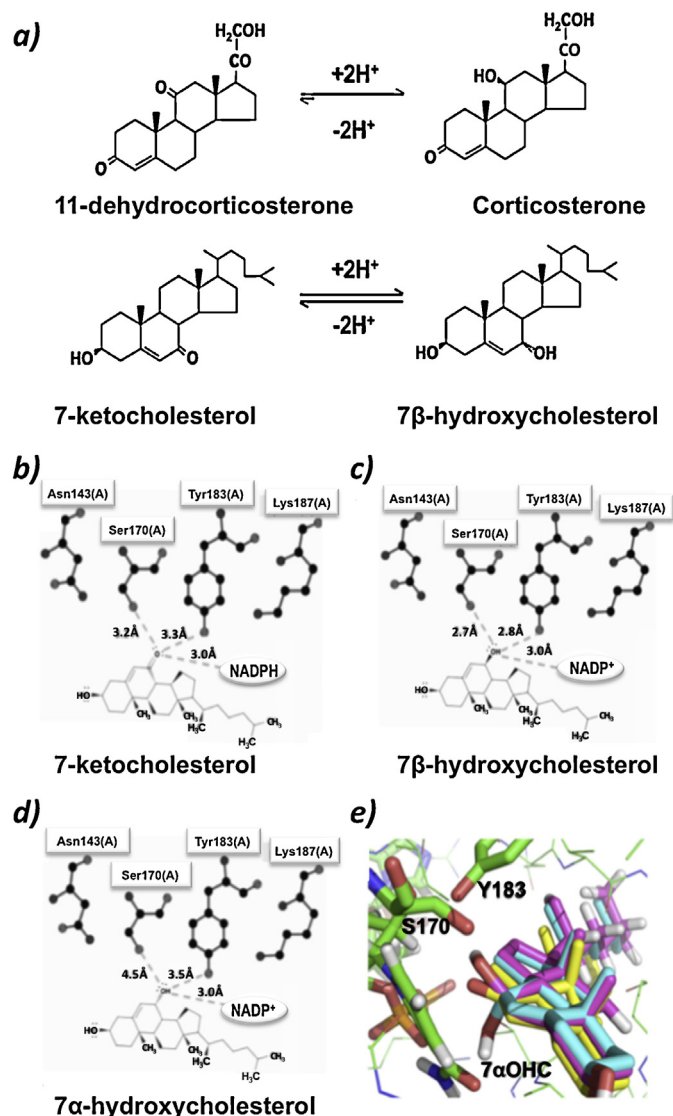 a)
H₂COH
CO
O
O
+2H⁺
-2H⁺
H₂COH
CO
HO
O
11-dehydrocorticosterone
Corticosterone
HO
O
+2H⁺
-2H⁺
HO
OH
7-ketocholesterol
7β-hydroxycholesterol
b)
Asn143(A)
Ser170(A)
Tyr183(A)
Lys187(A)
3.2Å
3.3Å
3.0Å
NADPH
O
HO
CH₃
CH₃
CH₃
H₃C
H₃C
7-ketocholesterol
c)
Asn143(A)
Ser170(A)
Tyr183(A)
Lys187(A)
2.7Å
2.8Å
3.0Å
OH
NADP⁺
HO
CH₃
CH₃
CH₃
H₃C
H₃C
7β-hydroxycholesterol
d)
Asn143(A)
Ser170(A)
Tyr183(A)
Lys187(A)
4.5Å
3.5Å
3.0Å
OH
NADP⁺
HO
CH₃
CH₃
CH₃
H₃C
H₃C
7α-hydroxycholesterol
e)
Y183
S170
7αOHC